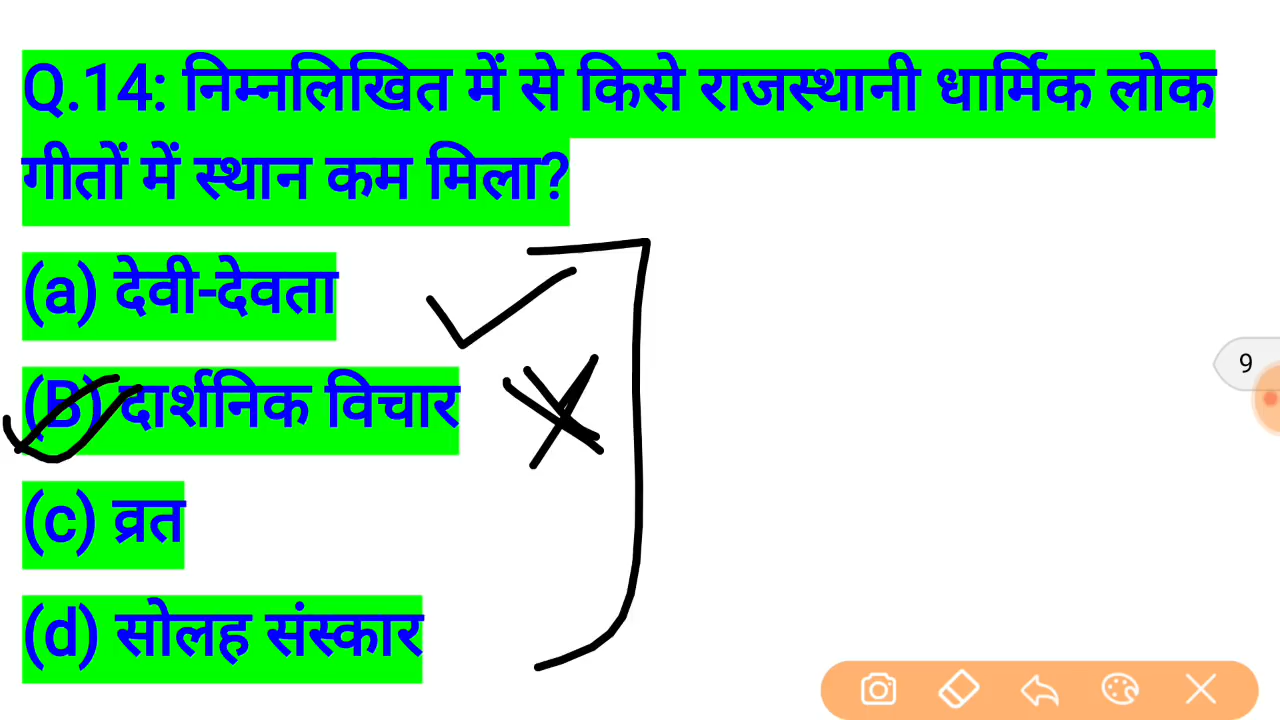 Q.14: निम्नलिखित में से किसे राजस्थानी धार्मिक लोक
गीतों में स्थान कम मिला?
(a) देवी-देवता
(B) दार्शनिक विचार
(c) व्रत
(d) सोलह संस्कार
9